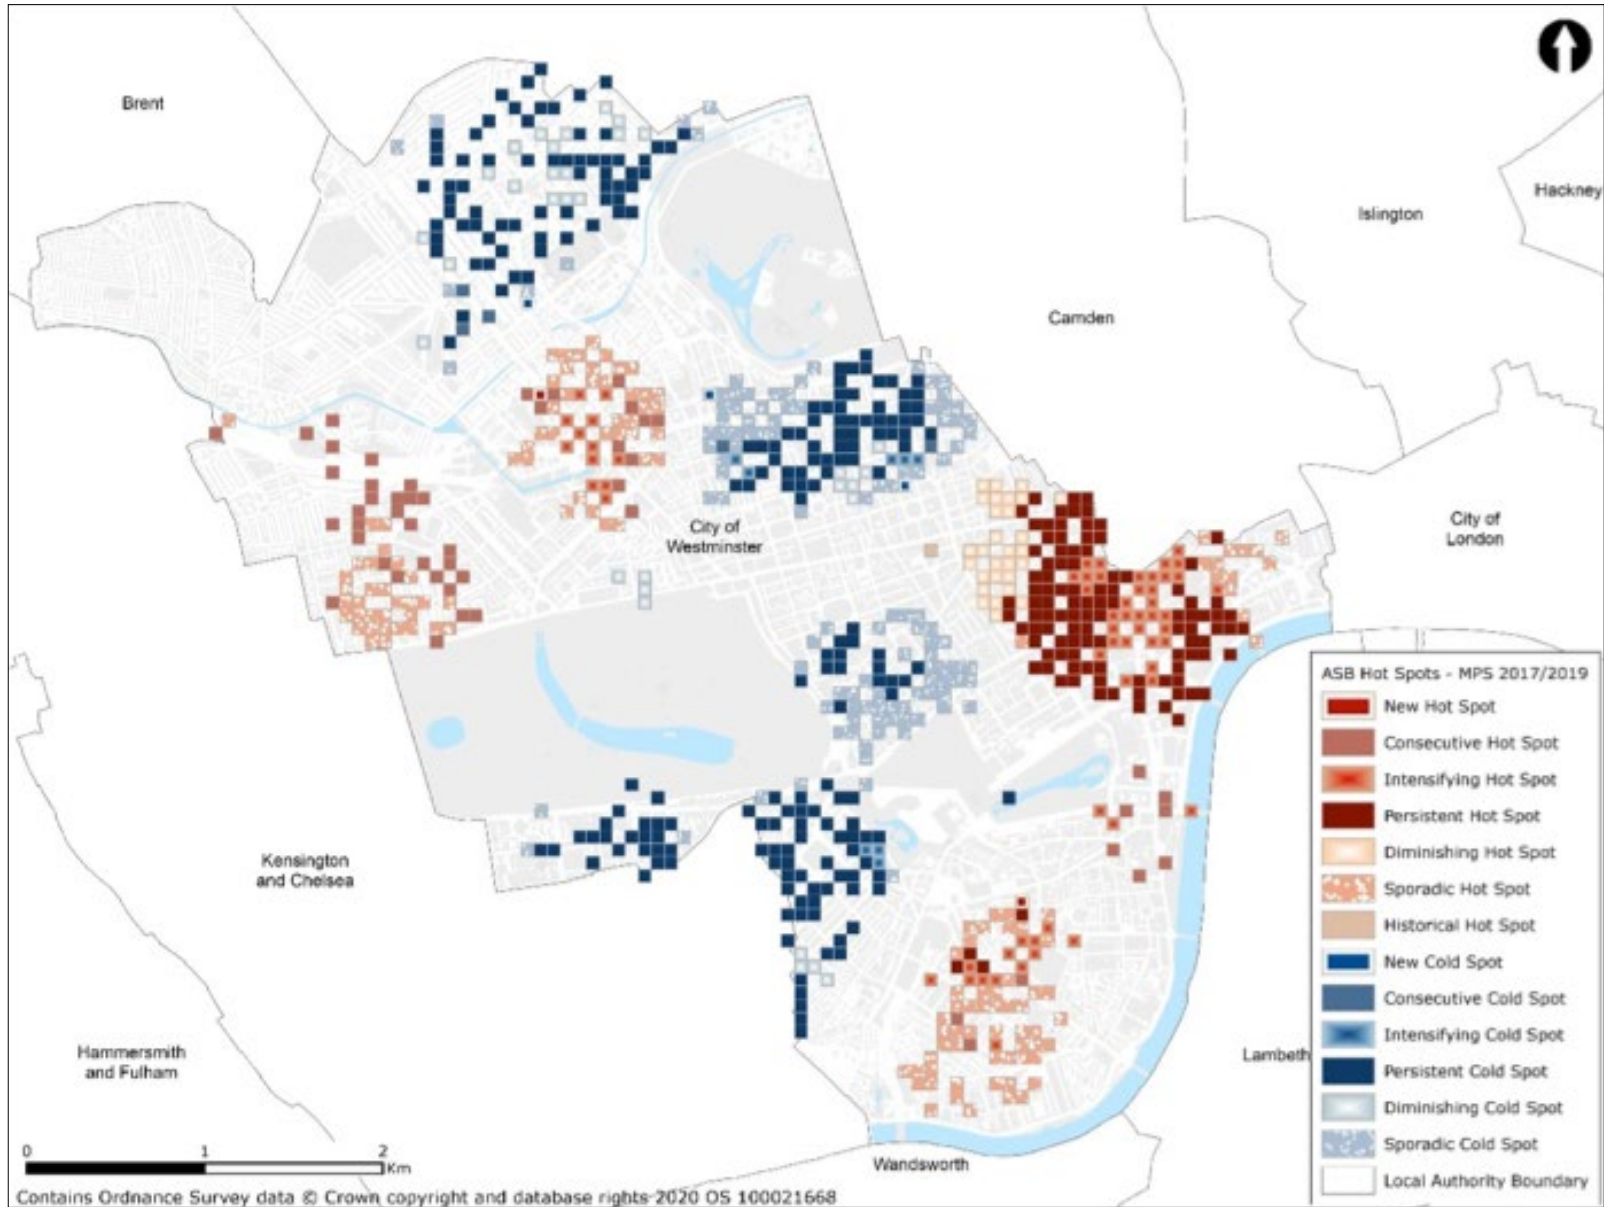 Brent
Hackney
Islington
Camden
City of
London
City of
Westminster
Kensington
and Chelsea
Hammersmith
and Fulham
Lambeth
Wandsworth
ASB Hot Spots - MPS 2017/2019
New Hot Spot
Consecutive Hot Spot
Intensifying Hot Spot
Persistent Hot Spot
Diminishing Hot Spot
Sporadic Hot Spot
Historical Hot Spot
New Cold Spot
Consecutive Cold Spot
Intensifying Cold Spot
Persistent Cold Spot
Diminishing Cold Spot
Sporadic Cold Spot
Local Authority Boundary
0 1 2
Km
Contains Ordnance Survey data © Crown copyright and database rights 2020 OS 100021668